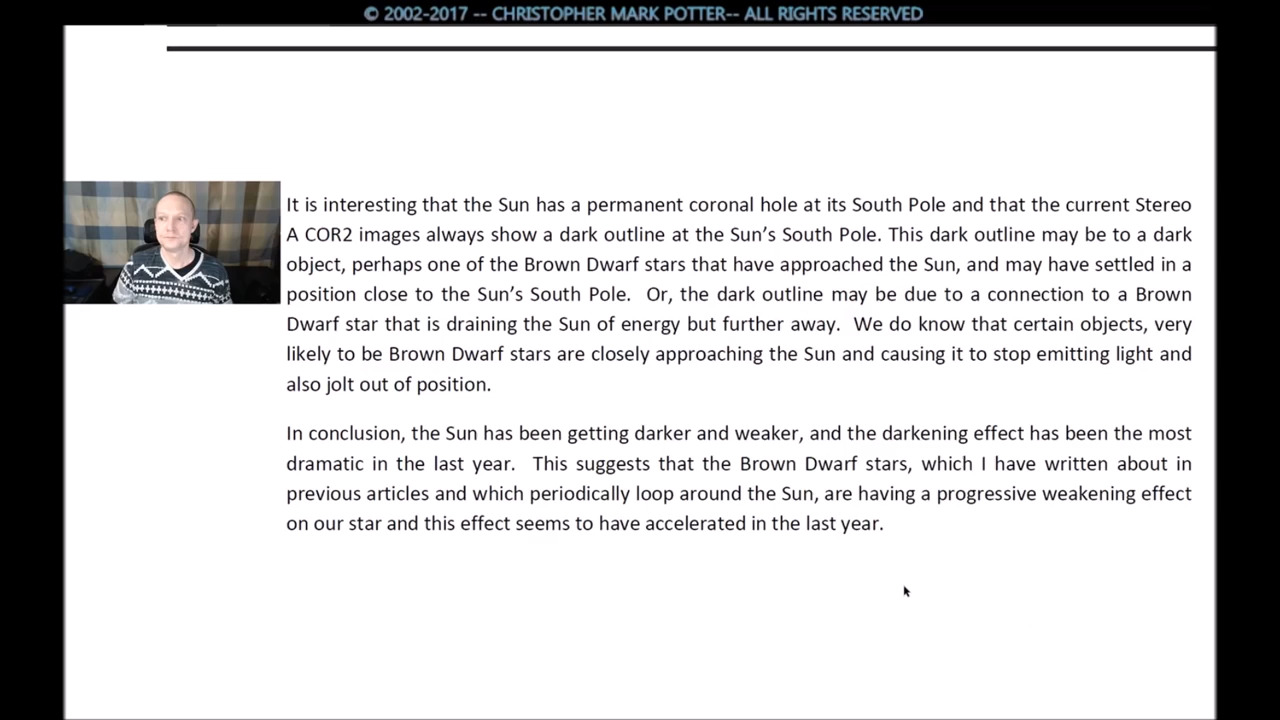 © 2002-2017 -- CHRISTOPHER MARK POTTER-- ALL RIGHTS RESERVED
It is interesting that the Sun has a permanent coronal hole at its South Pole and that the current Stereo
A COR2 images always show a dark outline at the Sun’s South Pole. This dark outline may be to a dark
object, perhaps one of the Brown Dwarf stars that have approached the Sun, and may have settled in a
position close to the Sun’s South Pole. Or, the dark outline may be due to a connection to a Brown
Dwarf star that is draining the Sun of energy but further away. We do know that certain objects, very
likely to be Brown Dwarf stars are closely approaching the Sun and causing it to stop emitting light and
also jolt out of position.
In conclusion, the Sun has been getting darker and weaker, and the darkening effect has been the most
dramatic in the last year. This suggests that the Brown Dwarf stars, which I have written about in
previous articles and which periodically loop around the Sun, are having a progressive weakening effect
on our star and this effect seems to have accelerated in the last year.